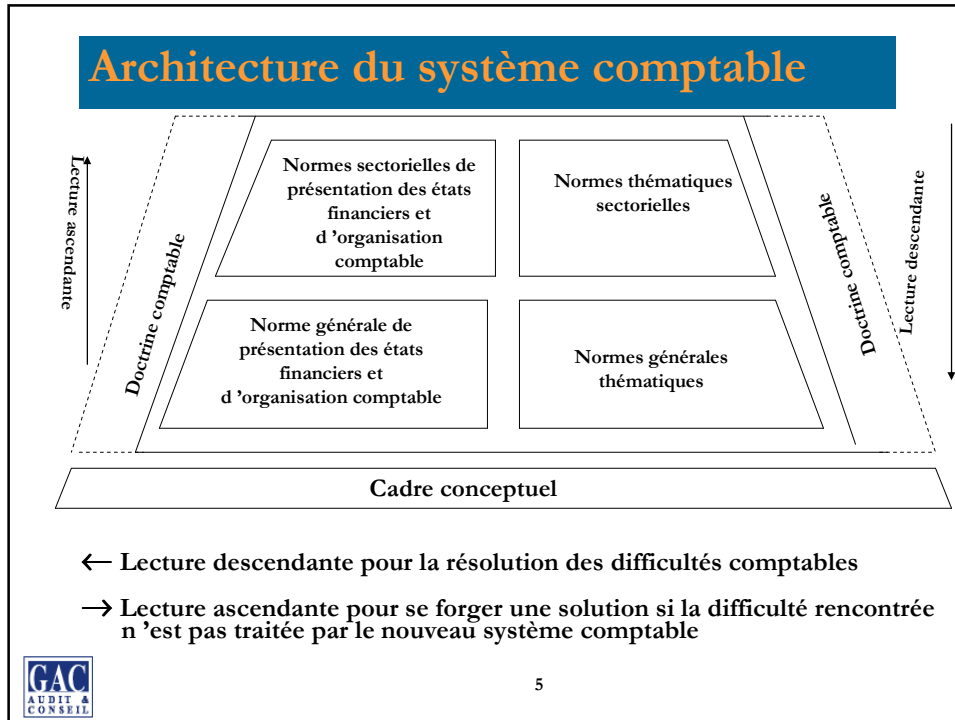 Architecture du système comptable
Lecture ascendante
Doctrine comptable
Normes sectorielles de
présentation des états
financiers et
d ’organisation
comptable
Normes thématiques
sectorielles
Norme générale de
présentation des états
financiers et
d ’organisation comptable
Normes générales
thématiques
Doctrine comptable
Lecture descendante
Cadre conceptuel
← Lecture descendante pour la résolution des difficultés comptables
→ Lecture ascendante pour se forger une solution si la difficulté rencontrée
n ’est pas traitée par le nouveau système comptable
GAC
AUDIT &
CONSEIL
5